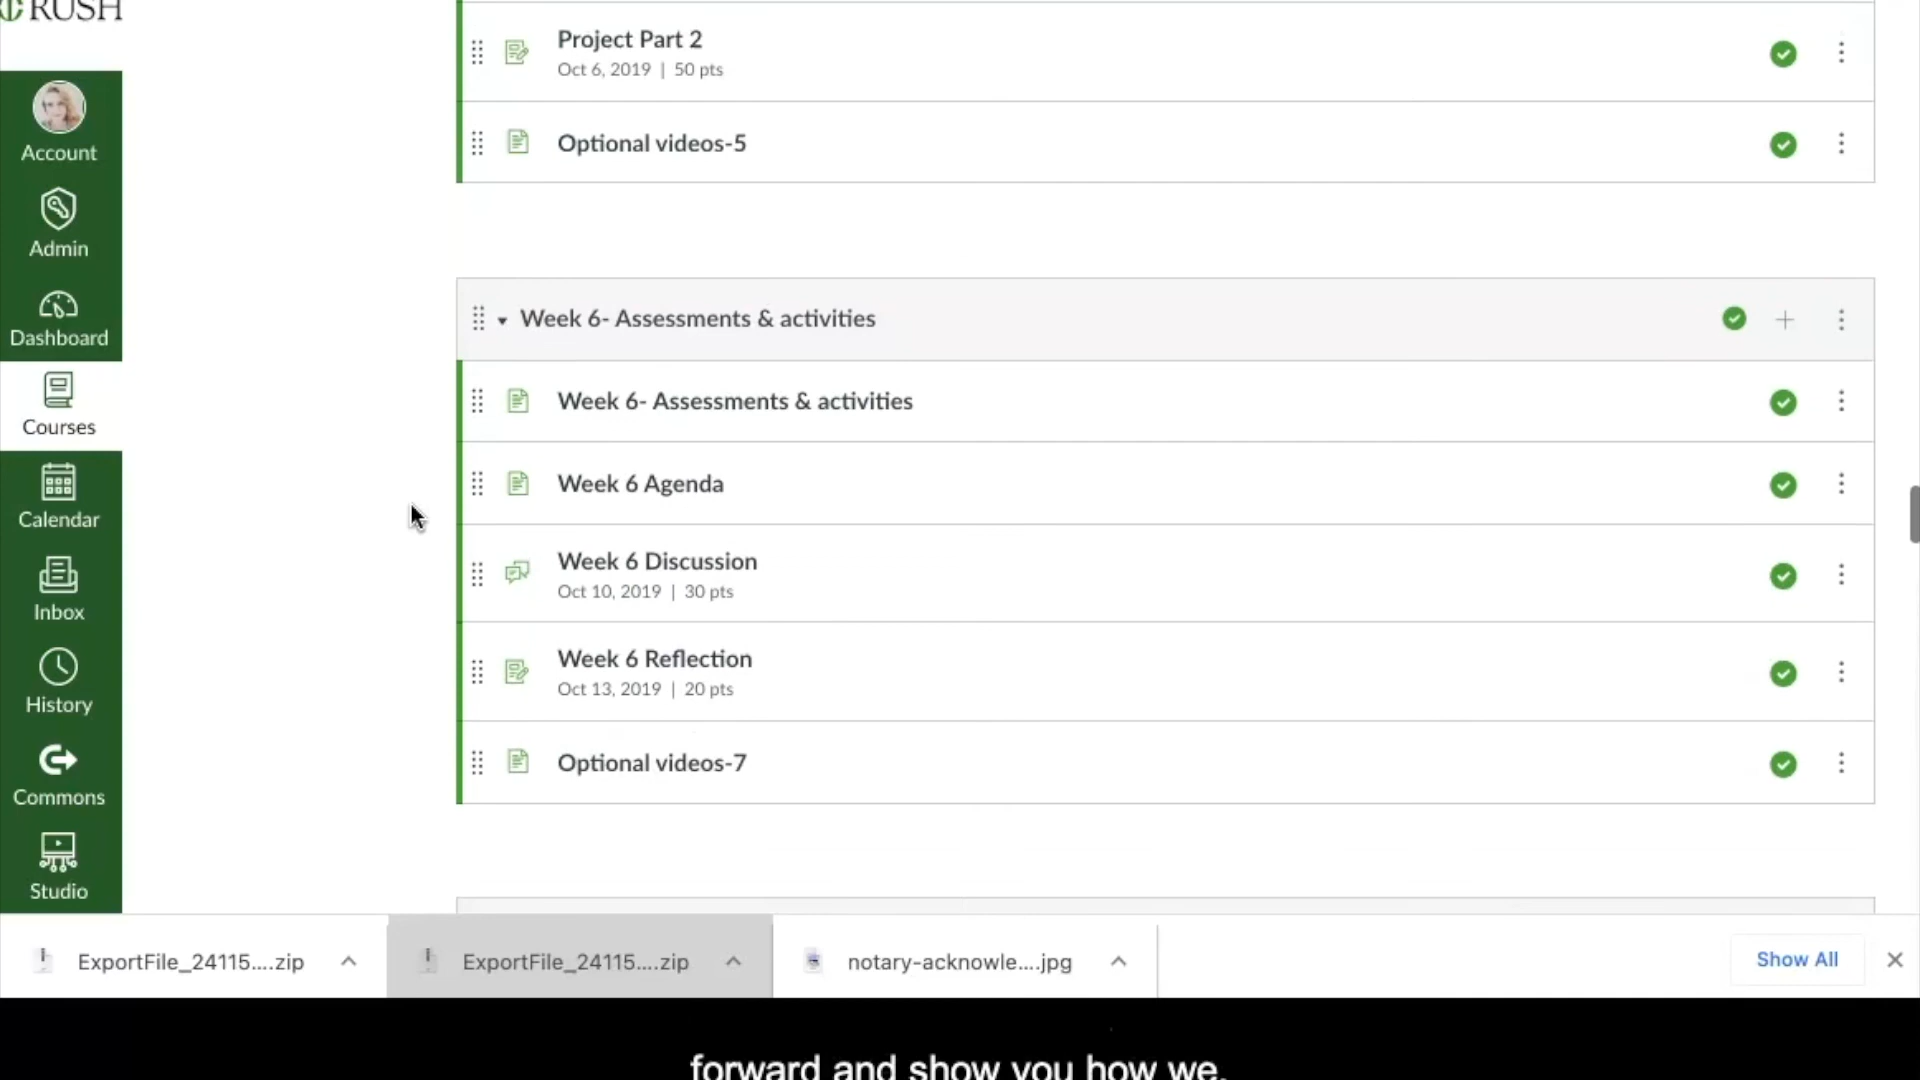 RUSH
Project Part 2
Oct 6, 2019 | 50 pts
Optional videos-5
Account
Admin
Dashboard
Courses
Calendar
Inbox
History
Commons
Studio
Week 6- Assessments & activities
Week 6- Assessments & activities
Week 6 Agenda
Week 6 Discussion
Oct 10, 2019 | 30 pts
Week 6 Reflection
Oct 13, 2019 | 20 pts
Optional videos-7
ExportFile_24115....zip
ExportFile_24115....zip
notary-acknowle....jpg
Show All
forward and show you how we.